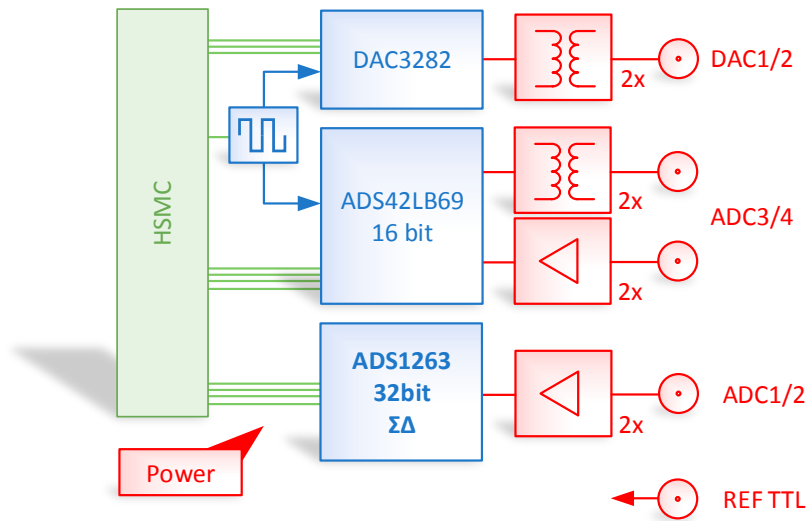 HSMC
DAC3282
2x
DAC1/2
ADS42LB69
16 bit
2x
ADC3/4
2x
ADS1263
32bit
ΣΔ
2x
ADC1/2
Power
REF TTL